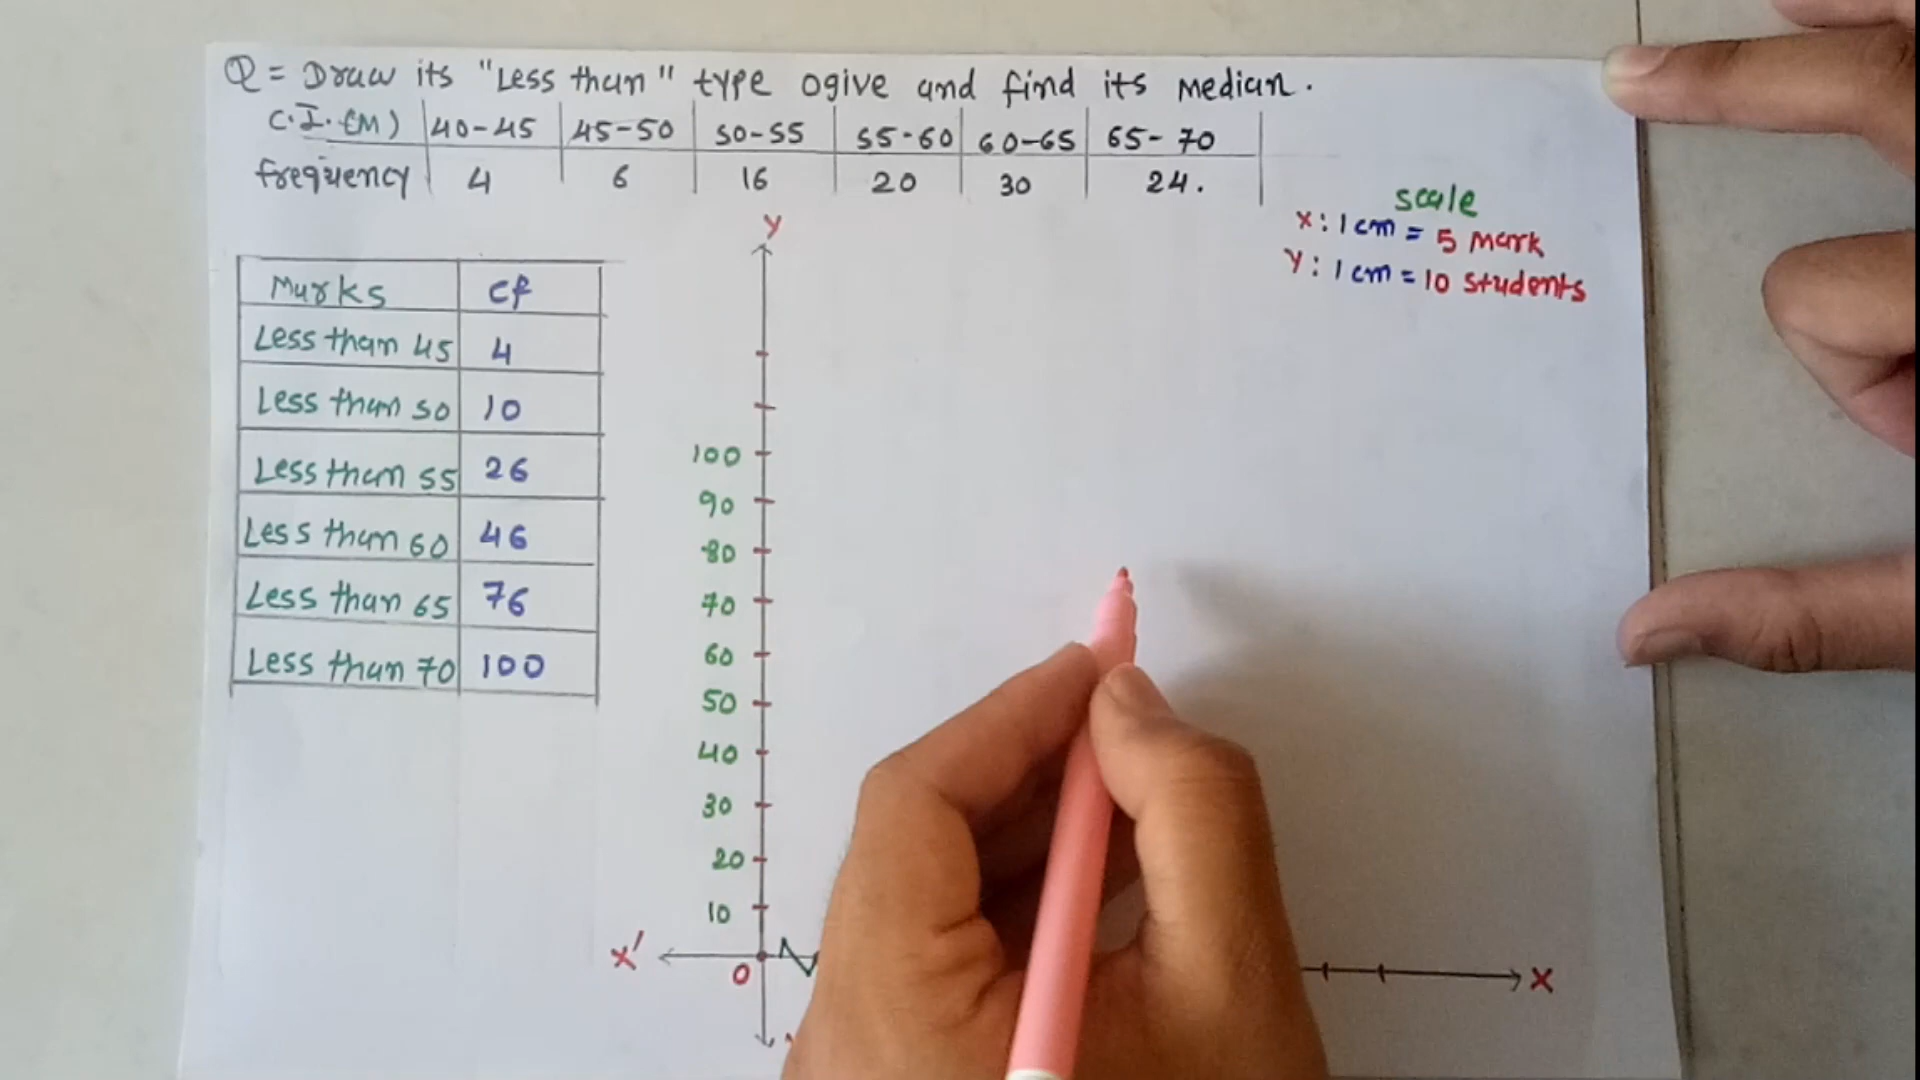 Q = Draw its "Less than" type ogive and find its median.
C.I.(M) 40-45 45-50 50-55 55-60 60-65 65-70
frequency 4 6 16 20 30 24.
scale
X: 1 cm = 5 mark
Y: 1 cm = 10 students
Y
Marks cf
Less than 45 4
Less than 50 10
Less than 55 26
Less than 60 46
Less than 65 76
Less than 70 100
100
90
80
70
60
50
40
30
20
10
X' 0 X